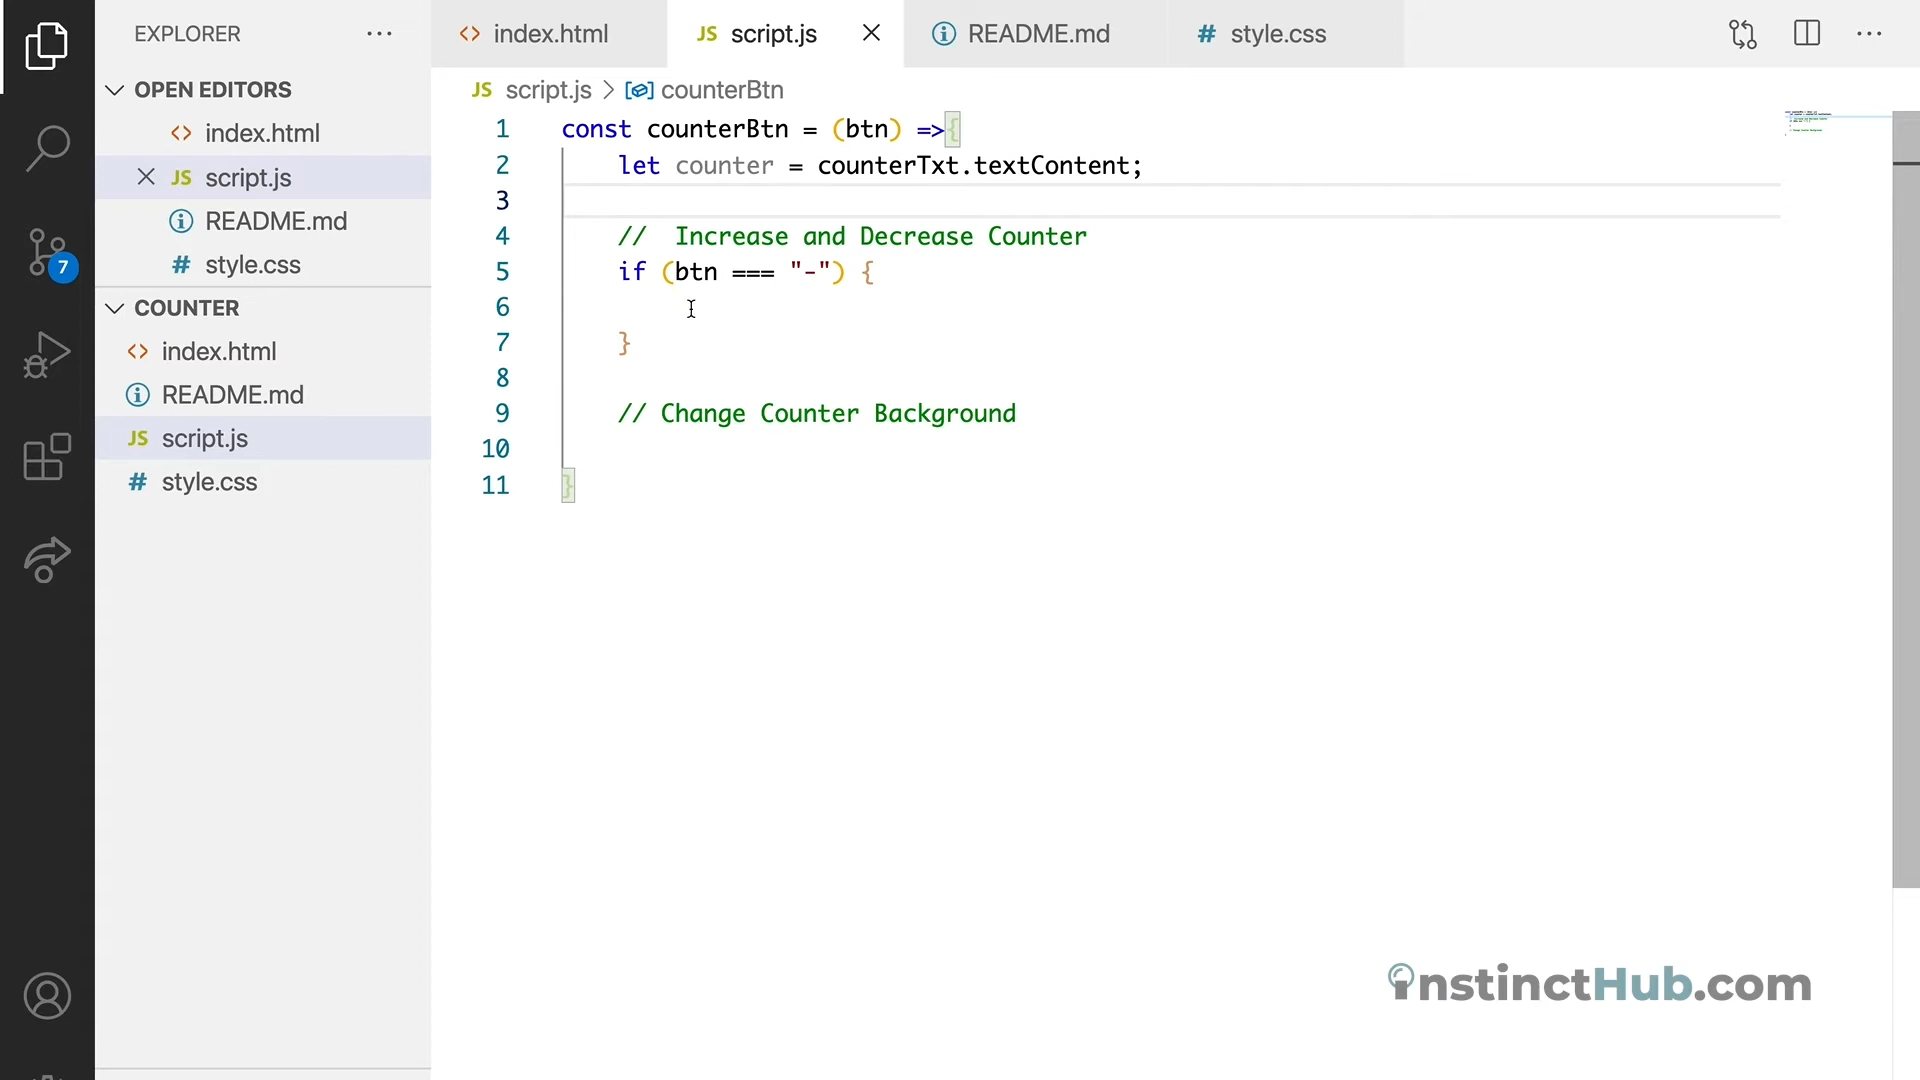 EXPLORER
OPEN EDITORS
index.html
JS script.js
README.md
# style.css
7
COUNTER
index.html
README.md
JS script.js
# style.css
index.html
JS script.js
README.md
# style.css
JS script.js > counterBtn
1 const counterBtn = (btn) =>{
2 let counter = counterTxt.textContent;
3
4 //  Increase and Decrease Counter
5 if (btn === "-") {
6
7 }
8
9 // Change Counter Background
10
11 }
instinctHub.com